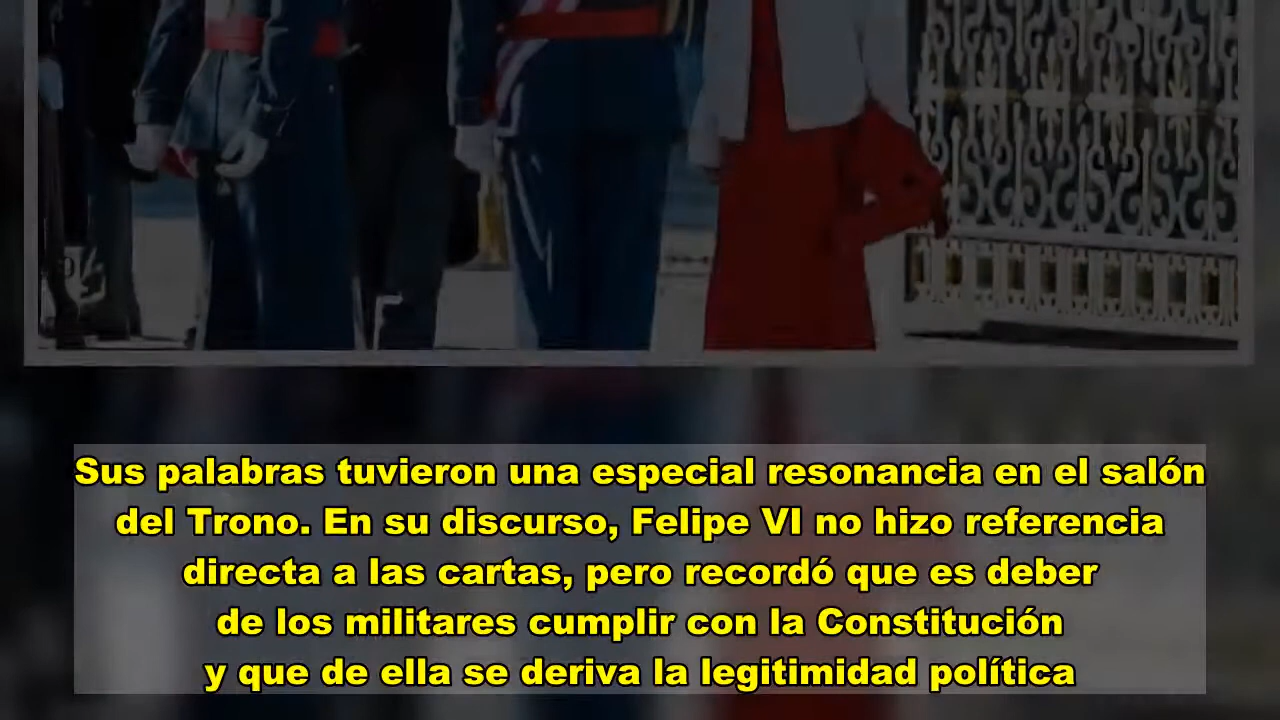 Sus palabras tuvieron una especial resonancia en el salón
del Trono. En su discurso, Felipe VI no hizo referencia
directa a las cartas, pero recordó que es deber
de los militares cumplir con la Constitución
y que de ella se deriva la legitimidad política